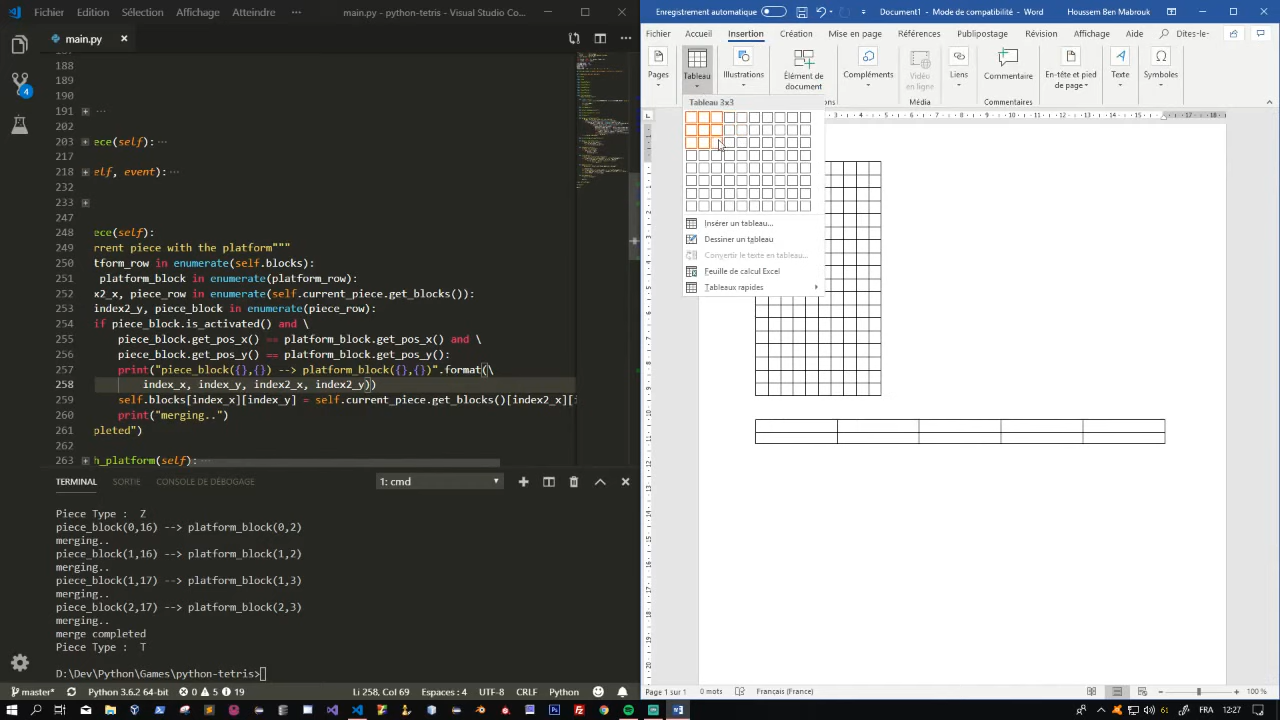 Fichier Edition Sélection Affichage Atteindre ··· main.py - python-tetris - Visual Studio Co...
main.py
188
189
190
215
206 ece(self): ···
217
218 elf, event): ···
232
233
247
248 ece(self):
249 rrent piece with the platform"""
250 tform_row in enumerate(self.blocks):
251 platform_block in enumerate(platform_row):
252 2_x, piece_row in enumerate(self.current_piece.get_blocks()):
253 index2_y, piece_block in enumerate(piece_row):
254 if piece_block.is_activated() and \
255 piece_block.get_pos_x() == platform_block.get_pos_x() and \
256 piece_block.get_pos_y() == platform_block.get_pos_y():
257 print("piece_block({},{}) --> platform_block({},{})".format(\
258 index_x, index_y, index2_x, index2_y))
259 self.blocks[index_x][index_y] = self.current_piece.get_blocks()[index2_x][i
260 print("merging..")
261 pleted")
263 h_platform(self): ···
TERMINAL SORTIE CONSOLE DE DÉBOGAGE 1: cmd
Piece Type : Z
piece_block(0,16) --> platform_block(0,2)
merging..
piece_block(1,16) --> platform_block(1,2)
merging..
piece_block(1,17) --> platform_block(1,3)
merging..
piece_block(2,17) --> platform_block(2,3)
merging..
merge completed
Piece Type : T
D:\Dev\Python\Games\python-tetris>
4
master* Python 3.6.2 64-bit 0 3 19 Li 258, Col 69 Espaces : 4 UTF-8 CRLF Python
Enregistrement automatique Document1 - Mode de compatibilité - Word Houssem Ben Mabrouk
Fichier Accueil Insertion Création Mise en page Références Publipostage Révision Affichage Aide Dites-le-
Pages Tableau Illustrations Élément de document Compléments Vidéo en ligne Liens Commentaire En-tête et pied de page Texte Symboles
Média Commentaires
Tableau 3x3
Insérer un tableau...
Dessiner un tableau
Convertir le texte en tableau...
Feuille de calcul Excel
Tableaux rapides
Page 1 sur 1 0 mots Français (France) 100 %
61 FR 12:27